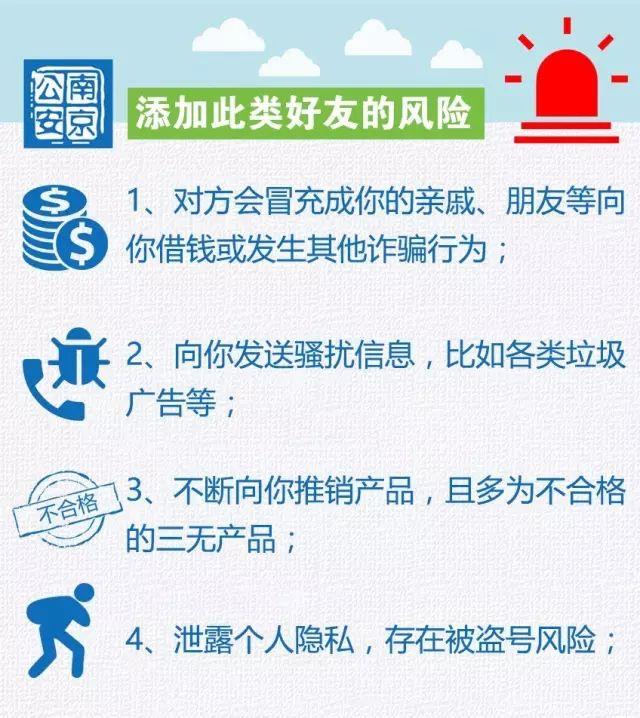 南京公安
添加此类好友的风险
1、对方会冒充成你的亲戚、朋友等向
你借钱或发生其他诈骗行为；
2、向你发送骚扰信息，比如各类垃圾
广告等；
不合格
3、不断向你推销产品，且多为不合格
的三无产品；
4、泄露个人隐私，存在被盗号风险；